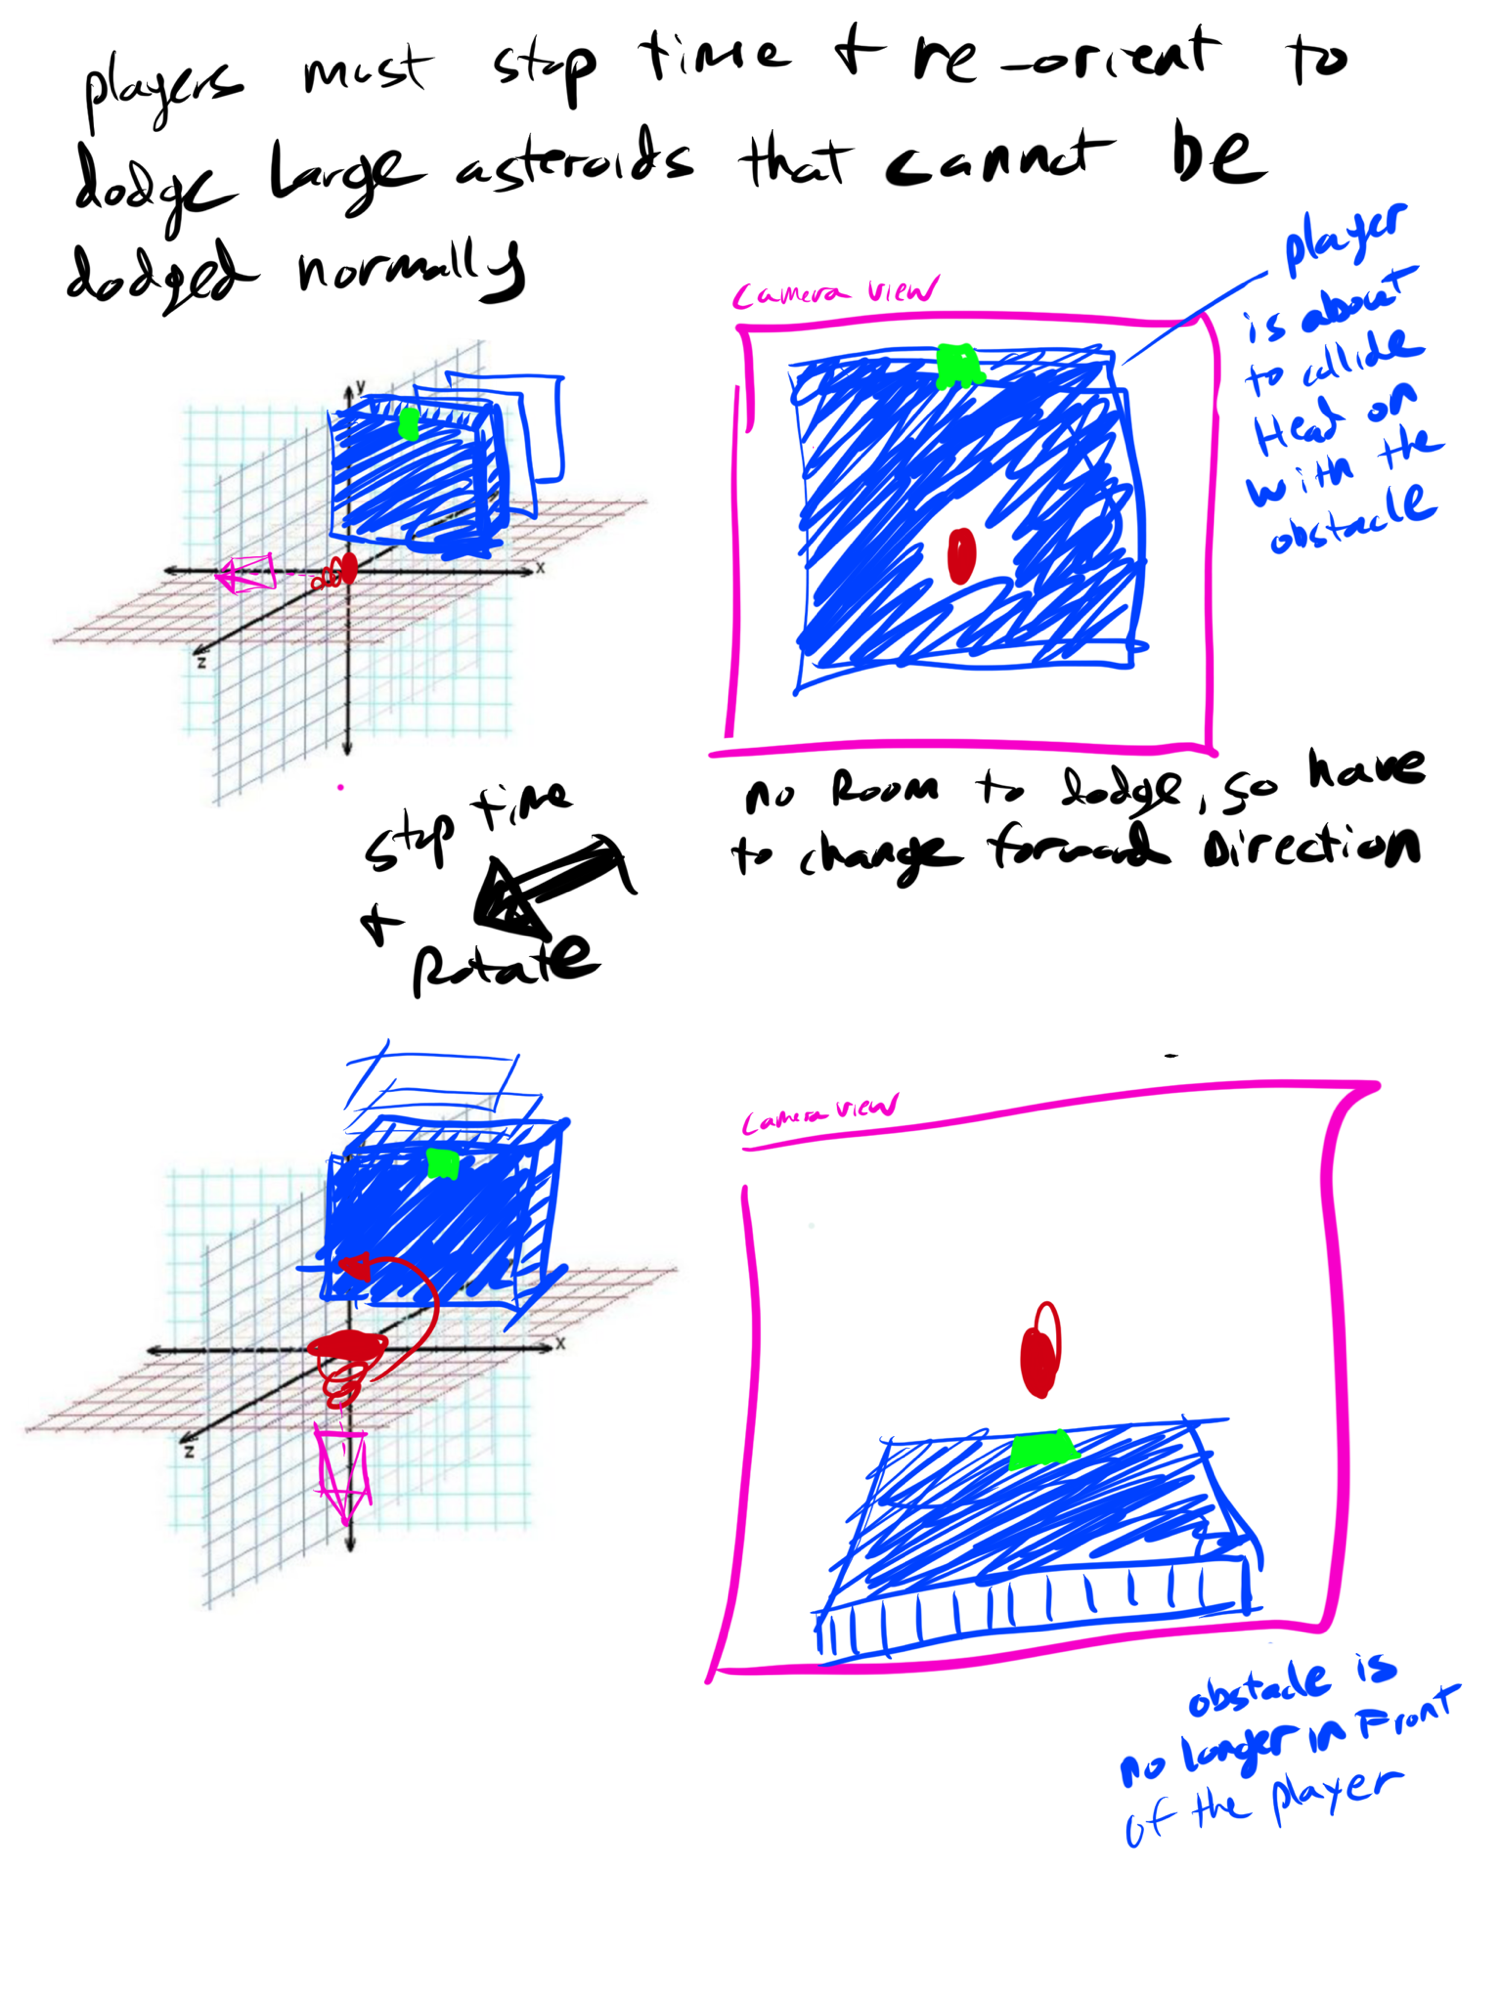 players must stop time + re-orient to
dodge Large asteroids that cannot be
dodged normally
Camera view
player
is about
to collide
Head on
with the
obstacle
y
x
z
no Room to dodge, so have
to change forward Direction
stop time
+
Rotate
Camera view
x
z
obstacle is
no longer in Front
of the player